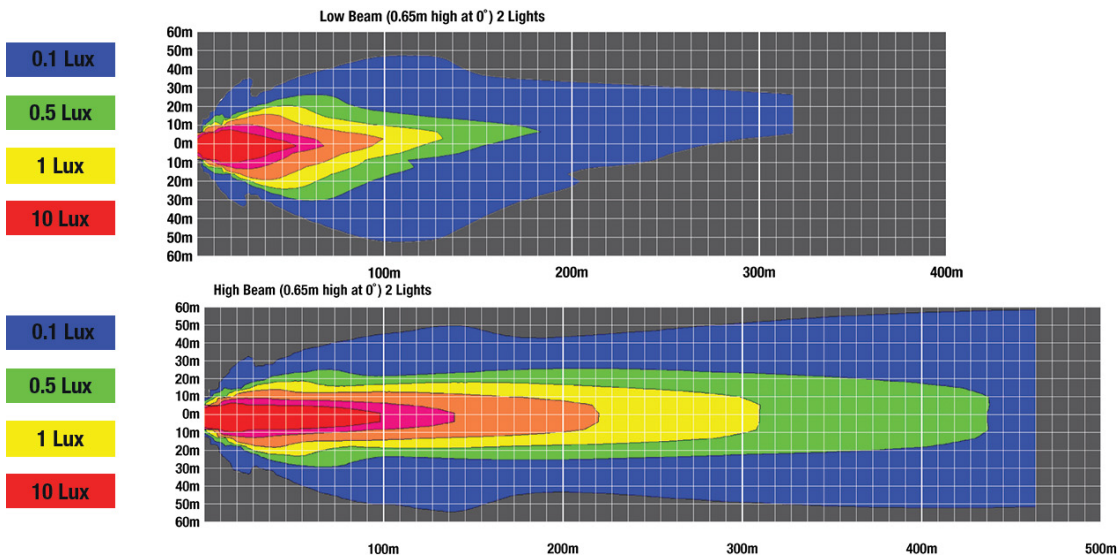 Low Beam (0.65m high at 0˚) 2 Lights
0.1 Lux
0.5 Lux
1 Lux
10 Lux
60m
50m
40m
30m
20m
10m
0m
10m
20m
30m
40m
50m
60m
100m 200m 300m 400m
High Beam (0.65m high at 0˚) 2 Lights
0.1 Lux
0.5 Lux
1 Lux
10 Lux
60m
50m
40m
30m
20m
10m
0m
10m
20m
30m
40m
50m
60m
100m 200m 300m 400m 500m